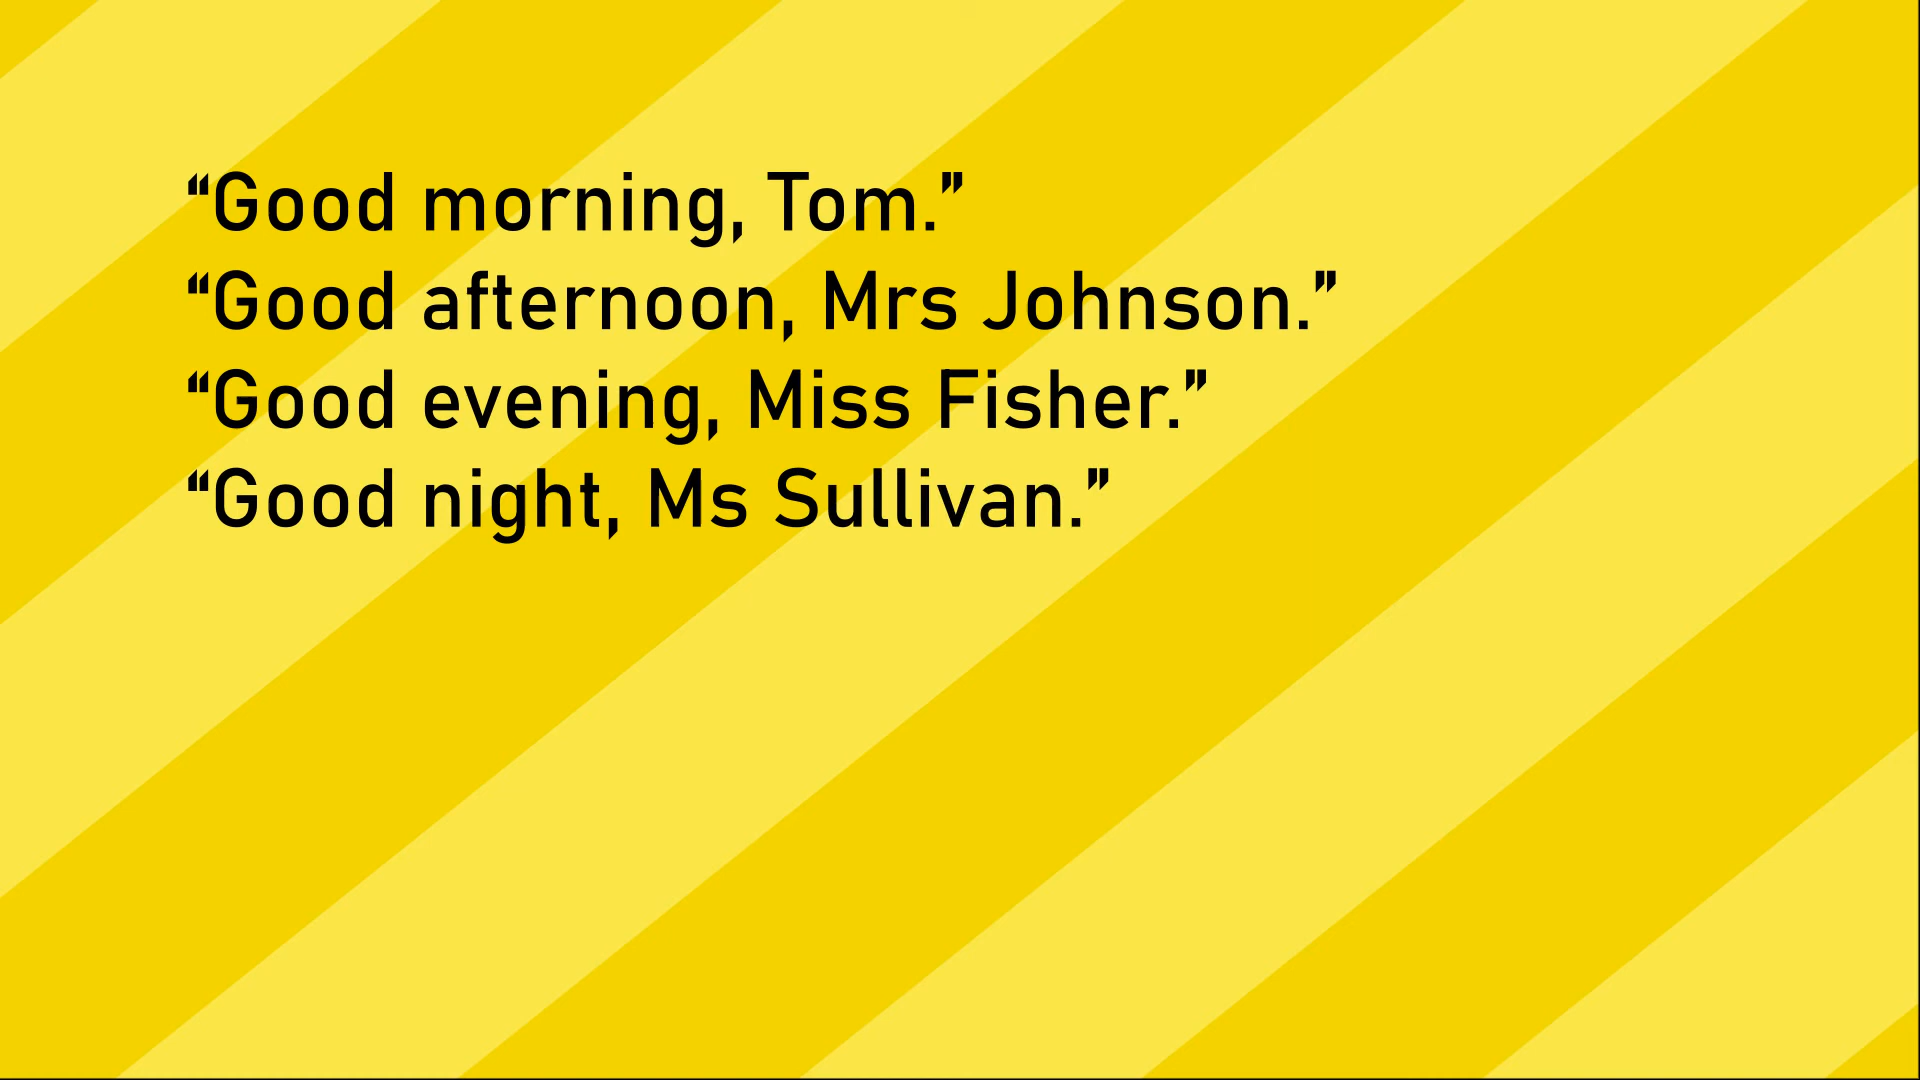 “Good morning, Tom.”
“Good afternoon, Mrs Johnson.”
“Good evening, Miss Fisher.”
“Good night, Ms Sullivan.”